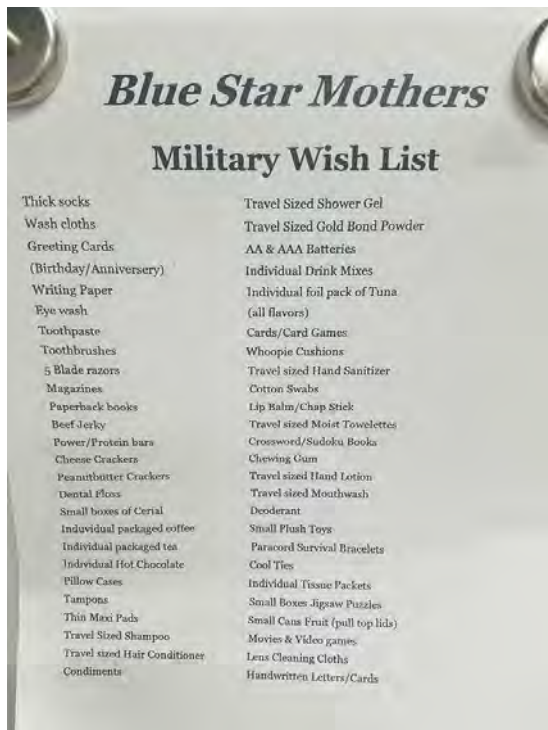 Blue Star Mothers
Military Wish List
Thick socks
Wash cloths
Greeting Cards
(Birthday/Anniversery)
Writing Paper
Eye wash
Toothpaste
Toothbrushes
5 Blade razors
Magazines
Paperback books
Beef Jerky
Power/Protein bars
Cheese Crackers
Peanutbutter Crackers
Dental Floss
Small boxes of Cerial
Induvidual packaged coffee
Individual packaged tea
Individual Hot Chocolate
Pillow Cases
Tampons
Thin Maxi Pads
Travel Sized Shampoo
Travel sized Hair Conditioner
Condiments
Travel Sized Shower Gel
Travel Sized Gold Bond Powder
AA & AAA Batteries
Individual Drink Mixes
Individual foil pack of Tuna
(all flavors)
Cards/Card Games
Whoopie Cushions
Travel sized Hand Sanitizer
Cotton Swabs
Lip Balm/Chap Stick
Travel sized Moist Towelettes
Crossword/Sudoku Books
Chewing Gum
Travel sized Hand Lotion
Travel sized Mouthwash
Deoderant
Small Plush Toys
Paracord Survival Bracelets
Cool Ties
Individual Tissue Packets
Small Boxes Jigsaw Puzzles
Small Cans Fruit (pull top lids)
Movies & Video games
Lens Cleaning Cloths
Handwritten Letters/Cards